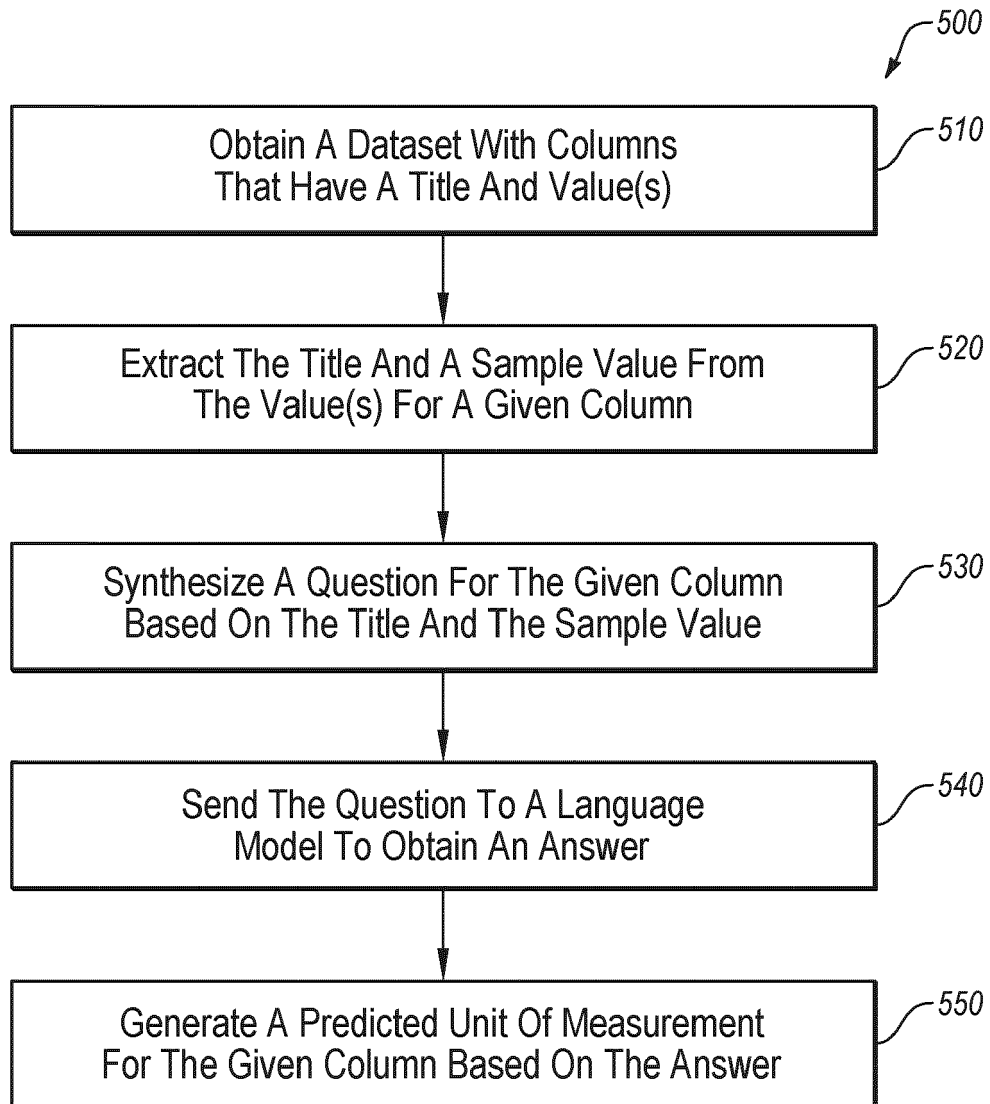 500
Obtain A Dataset With Columns
That Have A Title And Value(s)
510
Extract The Title And A Sample Value From
The Value(s) For A Given Column
520
Synthesize A Question For The Given Column
Based On The Title And The Sample Value
530
Send The Question To A Language
Model To Obtain An Answer
540
Generate A Predicted Unit Of Measurement
For The Given Column Based On The Answer
550